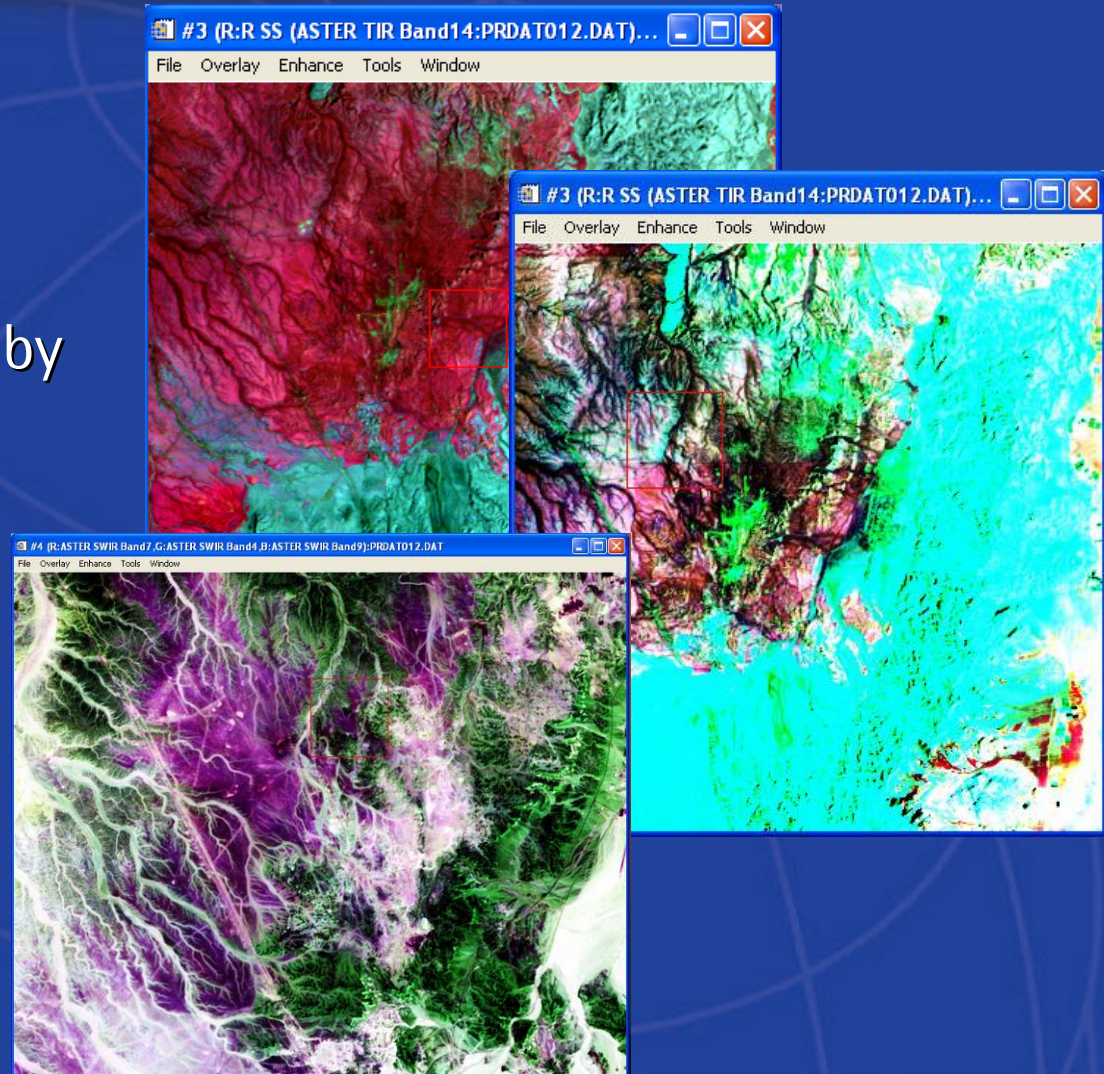 #3 (R:R SS (ASTER TIR Band14:PRDAT012.DAT)...
File Overlay Enhance Tools Window
#3 (R:R SS (ASTER TIR Band14:PRDAT012.DAT)...
File Overlay Enhance Tools Window
by
#4 (R:ASTER SWIR Band7,G:ASTER SWIR Band4,B:ASTER SWIR Band9):PRDAT012.DAT
File Overlay Enhance Tools Window